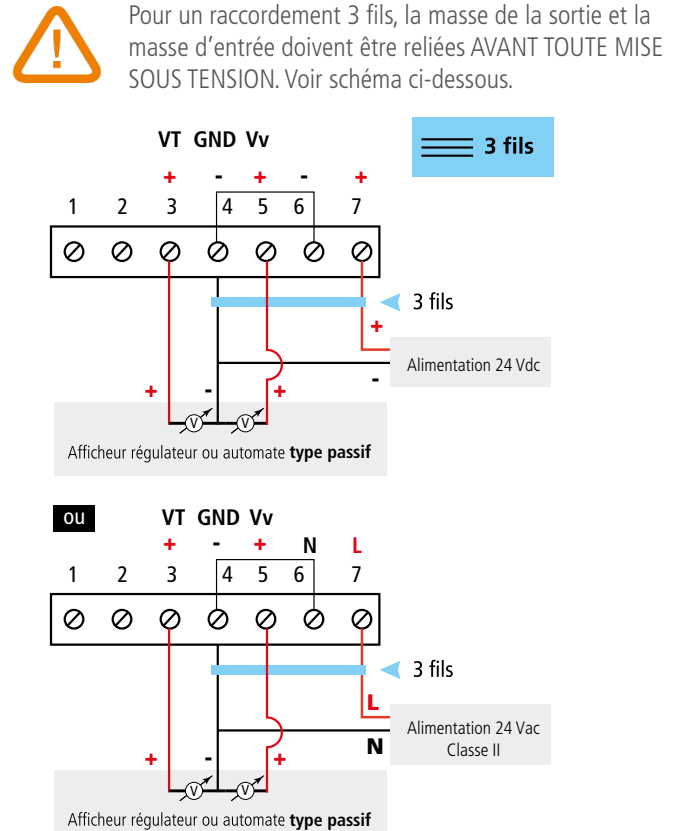 Pour un raccordement 3 fils, la masse de la sortie et la
masse d’entrée doivent être reliées AVANT TOUTE MISE
SOUS TENSION. Voir schéma ci-dessous.
VT GND Vv
3 fils
+ - + - +
1 2 3 4 5 6 7
3 fils
+
Alimentation 24 Vdc
-
+ - +
V V
Afficheur régulateur ou automate type passif
ou
VT GND Vv
+ - + N L
1 2 3 4 5 6 7
3 fils
L
Alimentation 24 Vac
Classe II
N
+ - +
V V
Afficheur régulateur ou automate type passif